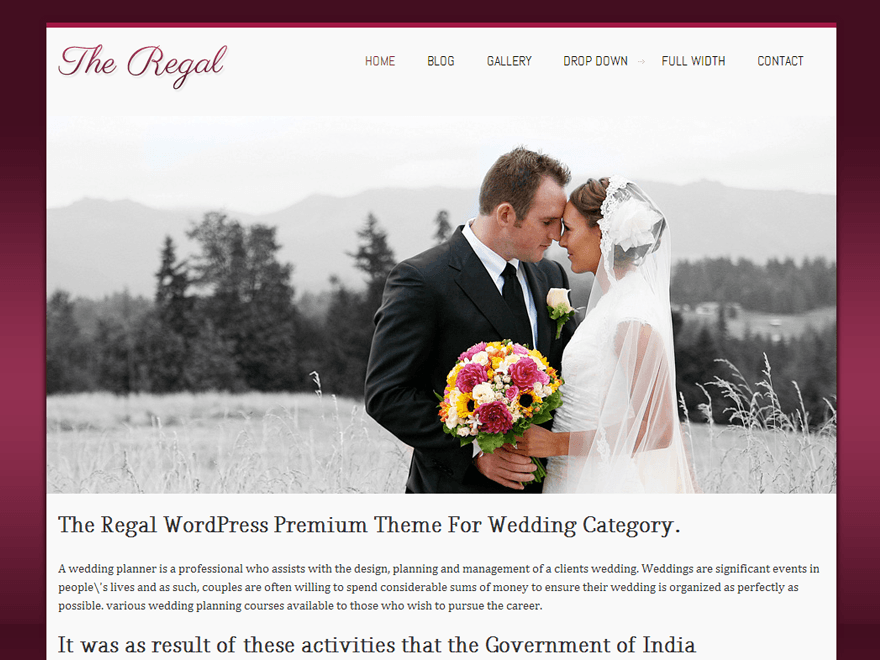 The Regal
HOME BLOG GALLERY DROP DOWN FULL WIDTH CONTACT
The Regal WordPress Premium Theme For Wedding Category.
A wedding planner is a professional who assists with the design, planning and management of a clients wedding. Weddings are significant events in
people\'s lives and as such, couples are often willing to spend considerable sums of money to ensure their wedding is organized as perfectly as
possible. various wedding planning courses available to those who wish to pursue the career.
It was as result of these activities that the Government of India